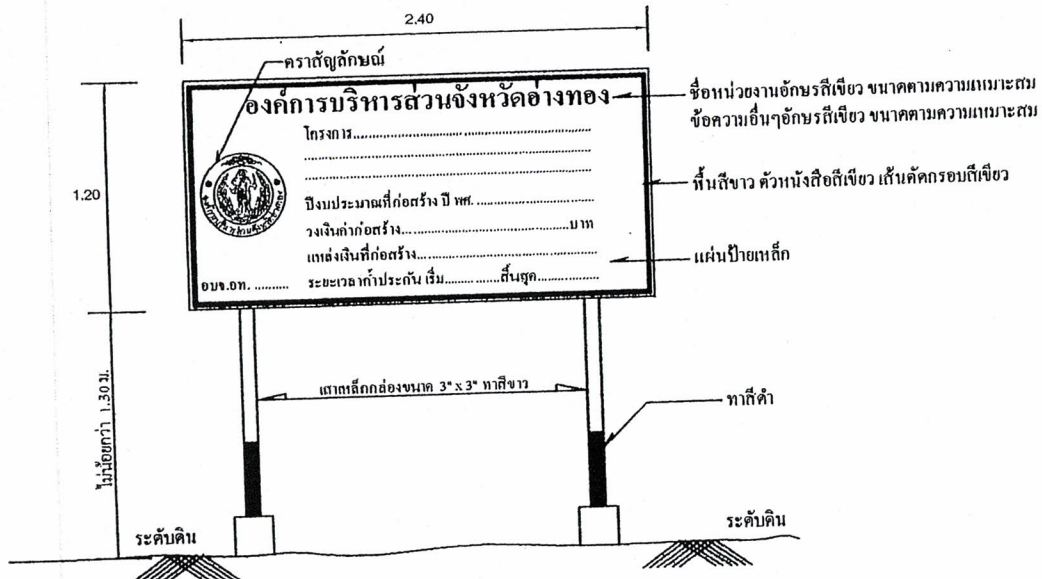 2.40
ตราสัญลักษณ์
องค์การบริหารส่วนจังหวัดอ่างทอง
ชื่อหน่วยงานอักษรสีเขียว ขนาดตามความเหมาะสม
ข้อความอื่นๆอักษรสีเขียว ขนาดตามความเหมาะสม
โครงการ
1.20
พื้นสีขาว ตัวหนังสือสีเขียว เส้นตัดกรอบสีเขียว
ปีงบประมาณที่ก่อสร้าง ปี พศ.
วงเงินค่าก่อสร้าง บาท
แหล่งเงินที่ก่อสร้าง
แผ่นป้ายเหล็ก
อบจ.อท. ..........
ระยะเวลาค้ำประกัน เริ่ม สิ้นสุด
ไม่น้อยกว่า 1.30 ม.
เสาเหล็กกล่องขนาด 3" x 3" ทาสีขาว
ทาสีดำ
ระดับดิน
ระดับดิน